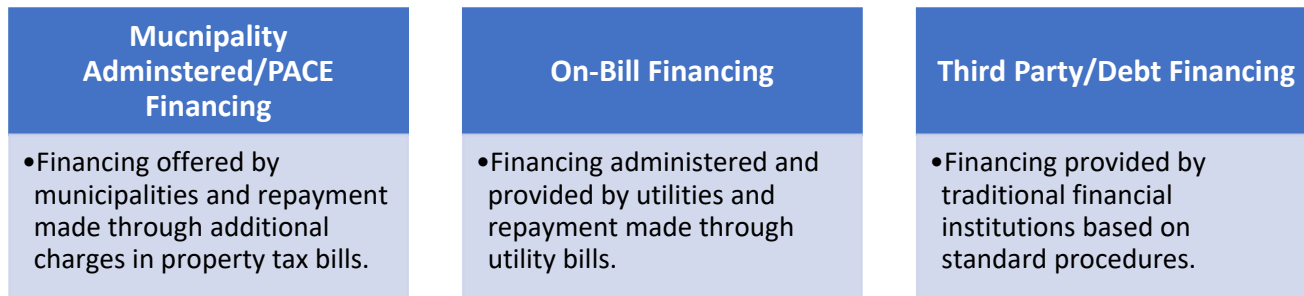 Mucnipality
Adminstered/PACE
Financing
•Financing offered by
municipalities and repayment
made through additional
charges in property tax bills.
On-Bill Financing
•Financing administered and
provided by utilities and
repayment made through
utility bills.
Third Party/Debt Financing
•Financing provided by
traditional financial
institutions based on
standard procedures.